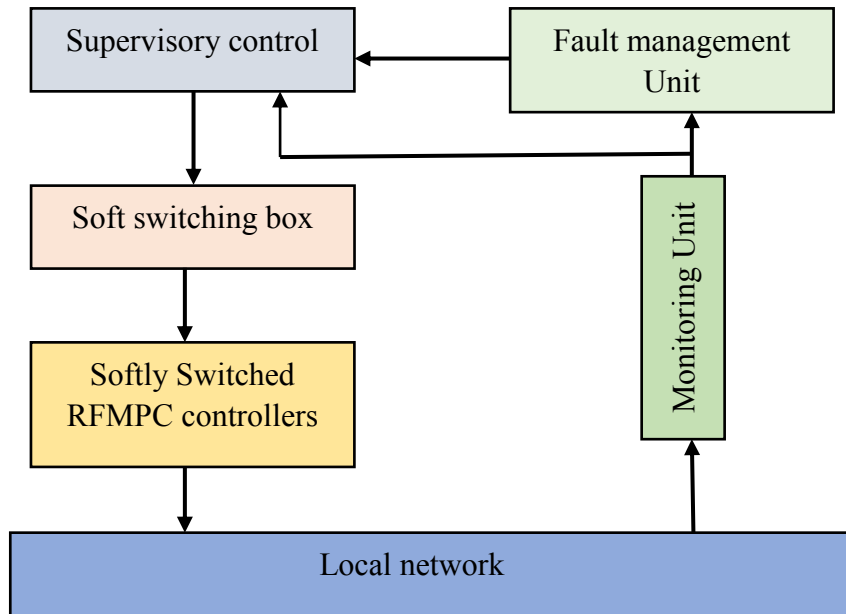 Supervisory control
Fault management
Unit
Soft switching box
Monitoring Unit
Softly Switched
RFMPC controllers
Local network